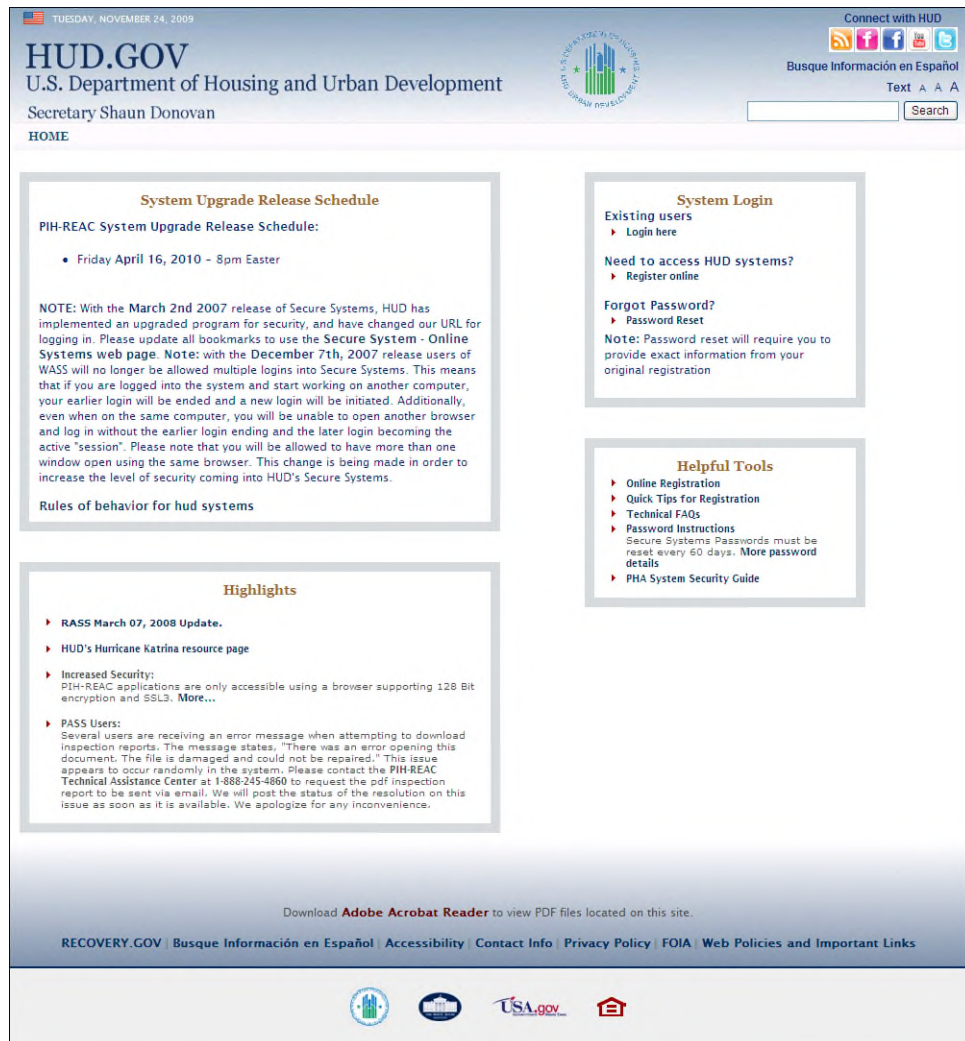 TUESDAY, NOVEMBER 24, 2009
HUD.GOV
U.S. Department of Housing and Urban Development
Secretary Shaun Donovan
Connect with HUD
Busque Información en Español
Text A A A
Search
HOME
System Upgrade Release Schedule
PIH-REAC System Upgrade Release Schedule:
• Friday April 16, 2010 – 8pm Easter
NOTE: With the March 2nd 2007 release of Secure Systems, HUD has
implemented an upgraded program for security, and have changed our URL for
logging in. Please update all bookmarks to use the Secure System - Online
Systems web page. Note: with the December 7th, 2007 release users of
WASS will no longer be allowed multiple logins into Secure Systems. This means
that if you are logged into the system and start working on another computer,
your earlier login will be ended and a new login will be initiated. Additionally,
even when on the same computer, you will be unable to open another browser
and log in without the earlier login ending and the later login becoming the
active "session". Please note that you will be allowed to have more than one
window open using the same browser. This change is being made in order to
increase the level of security coming into HUD's Secure Systems.
Rules of behavior for hud systems
Highlights
RASS March 07, 2008 Update.
HUD's Hurricane Katrina resource page
Increased Security:
PIH-REAC applications are only accessible using a browser supporting 128 Bit
encryption and SSL3. More...
PASS Users:
Several users are receiving an error message when attempting to download
inspection reports. The message states, "There was an error opening this
document. The file is damaged and could not be repaired." This issue
appears to occur randomly in the system. Please contact the PIH-REAC
Technical Assistance Center at 1-888-245-4860 to request the pdf inspection
report to be sent via email. We will post the status of the resolution on this
issue as soon as it is available. We apologize for any inconvenience.
System Login
Existing users
Login here
Need to access HUD systems?
Register online
Forgot Password?
Password Reset
Note: Password reset will require you to
provide exact information from your
original registration
Helpful Tools
Online Registration
Quick Tips for Registration
Technical FAQs
Password Instructions
Secure Systems Passwords must be
reset every 60 days. More password
details
PHA System Security Guide
Download Adobe Acrobat Reader to view PDF files located on this site.
RECOVERY.GOV | Busque Información en Español | Accessibility | Contact Info | Privacy Policy | FOIA | Web Policies and Important Links
USA.gov